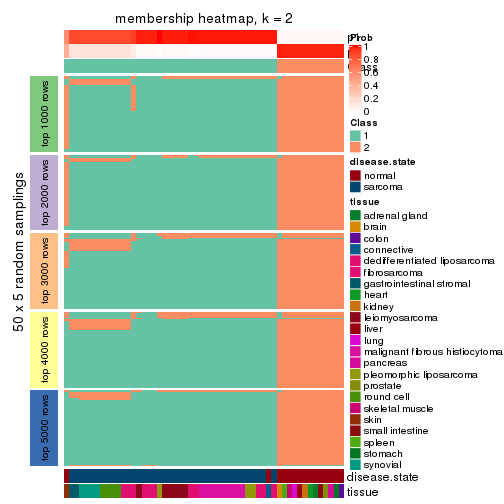 membership heatmap, k = 2
50 x 5 random samplings
top 1000 rows
top 2000 rows
top 3000 rows
top 4000 rows
top 5000 rows
Prob
1
0.8
0.6
0.4
0.2
0
Class
1
2
disease.state
normal
sarcoma
tissue
adrenal gland
brain
colon
connective
dedifferentiated liposarcoma
fibrosarcoma
gastrointestinal stromal
heart
kidney
leiomyosarcoma
liver
lung
malignant fibrous histiocytoma
pancreas
pleomorphic liposarcoma
prostate
round cell
skeletal muscle
skin
small intestine
spleen
stomach
synovial
disease.state
tissue